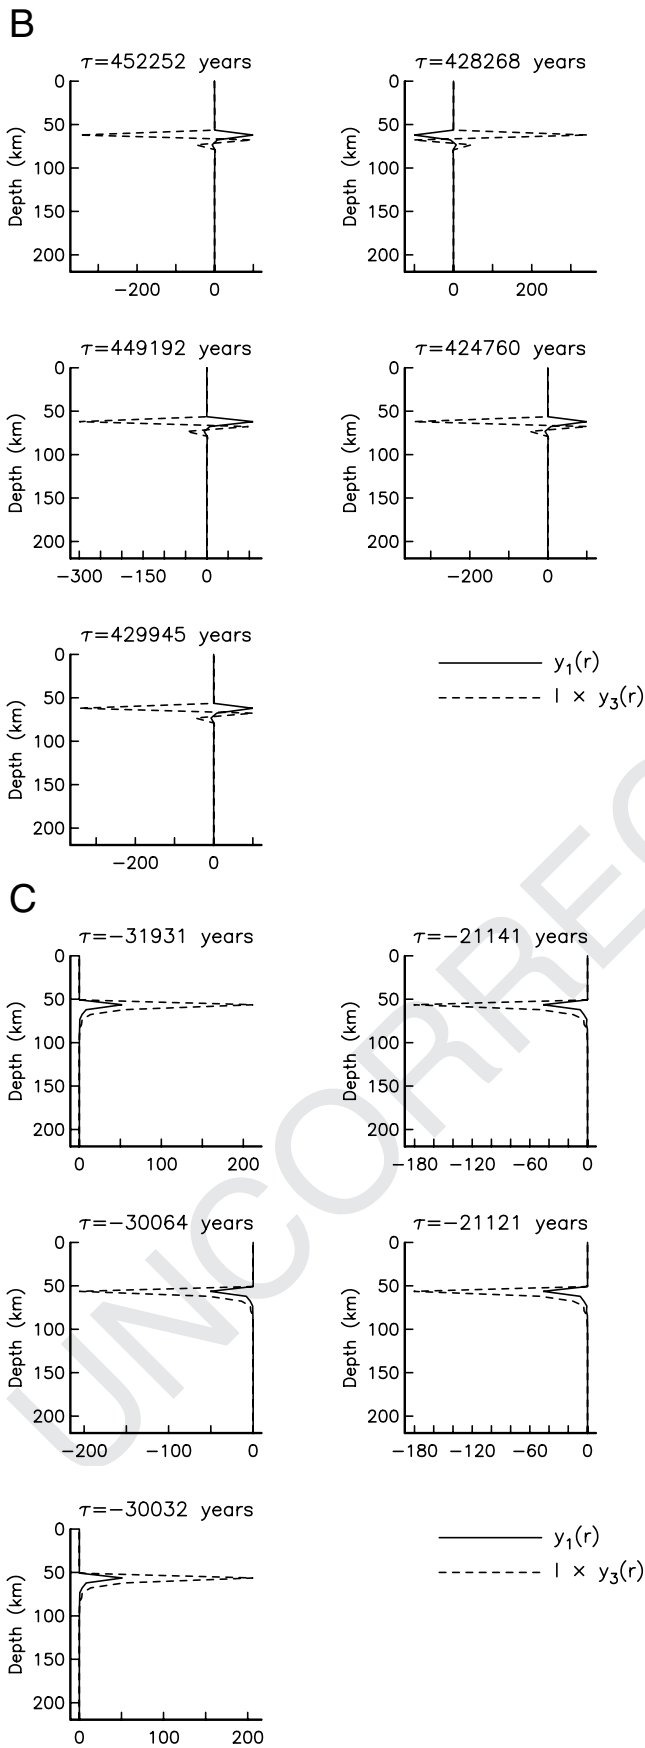 B
τ=452252 years
0
50
100
150
200
Depth (km)
−200 0
τ=428268 years
0
50
100
150
200
Depth (km)
0 200
τ=449192 years
0
50
100
150
200
Depth (km)
−300 −150 0
τ=424760 years
0
50
100
150
200
Depth (km)
−200 0
τ=429945 years
0
50
100
150
200
Depth (km)
−200 0
y₁(r)
l × y₃(r)
C
τ=−31931 years
0
50
100
150
200
Depth (km)
0 100 200
τ=−21141 years
0
50
100
150
200
Depth (km)
−180 −120 −60 0
τ=−30064 years
0
50
100
150
200
Depth (km)
−200 −100 0
τ=−21121 years
0
50
100
150
200
Depth (km)
−180 −120 −60 0
τ=−30032 years
0
50
100
150
200
Depth (km)
0 100 200
y₁(r)
l × y₃(r)
UNCORREC